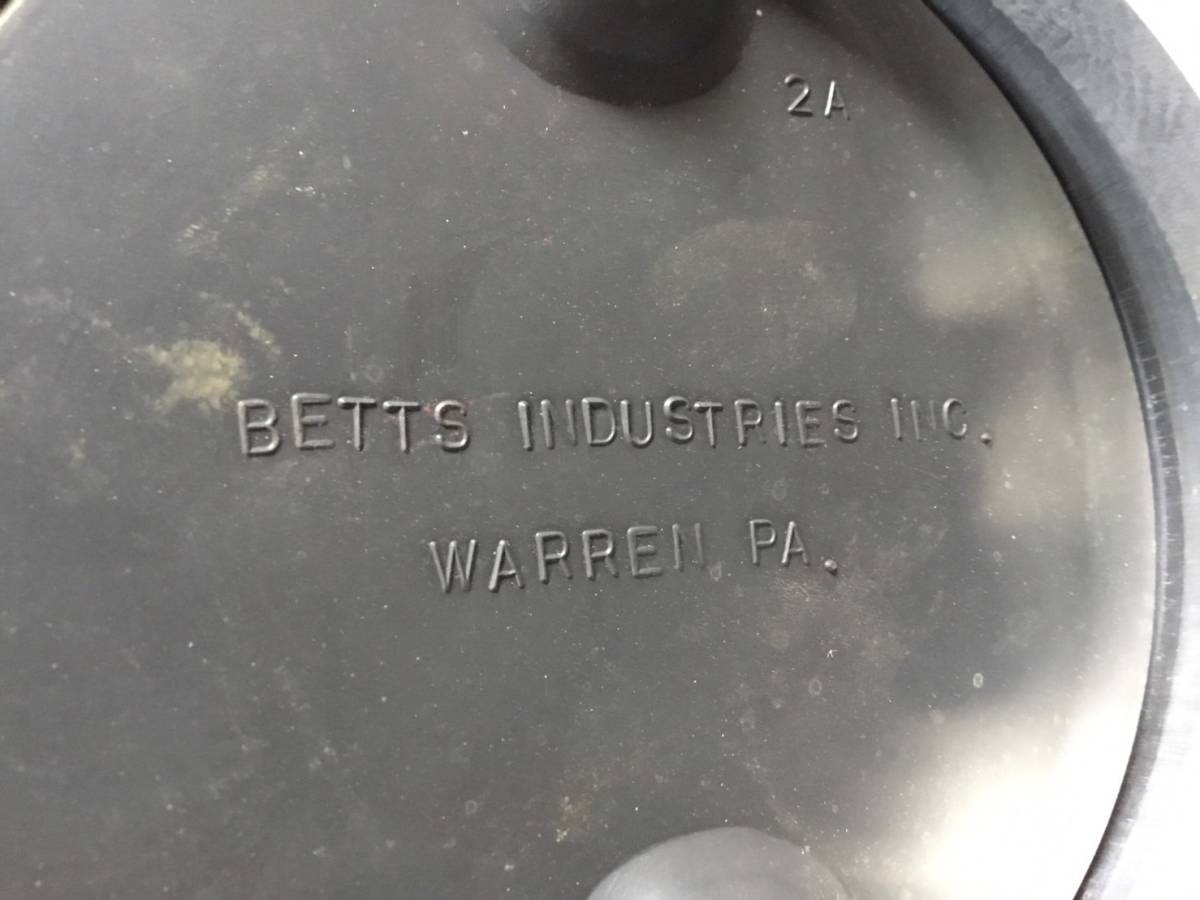 2A
BETTS INDUSTRIES INC.
WARREN PA.